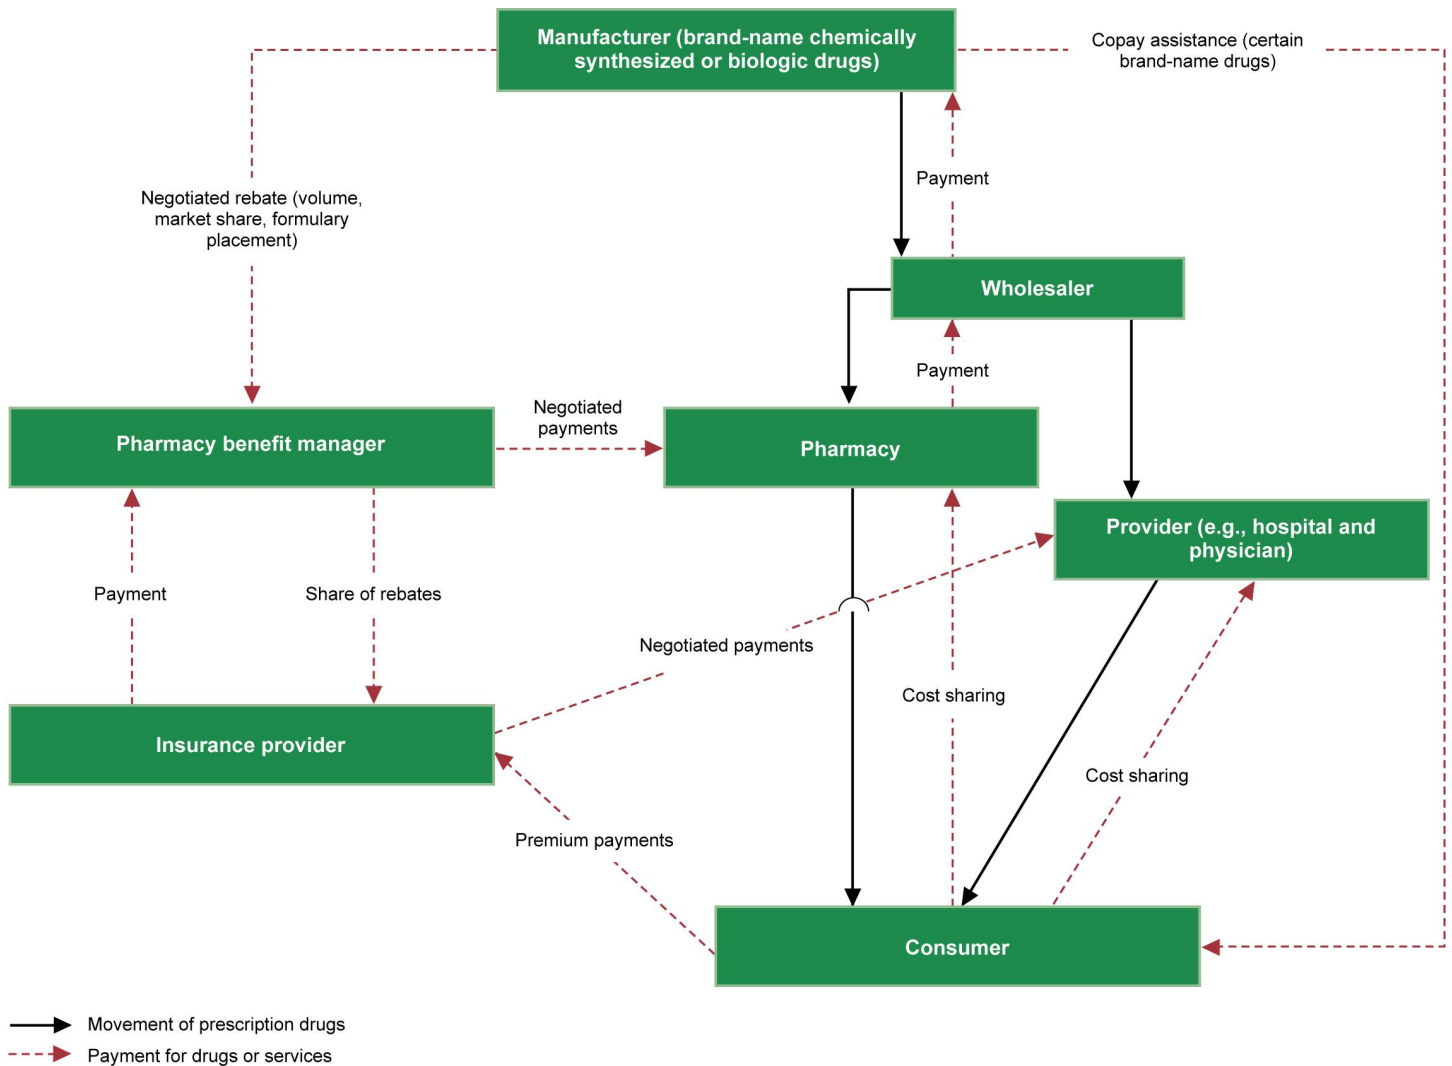 Manufacturer (brand-name chemically
synthesized or biologic drugs)
Copay assistance (certain
brand-name drugs)
Payment
Negotiated rebate (volume,
market share, formulary
placement)
Wholesaler
Payment
Negotiated
payments
Pharmacy benefit manager
Pharmacy
Provider (e.g., hospital and
physician)
Payment
Share of rebates
Negotiated payments
Cost sharing
Insurance provider
Cost sharing
Premium payments
Consumer
Movement of prescription drugs
Payment for drugs or services